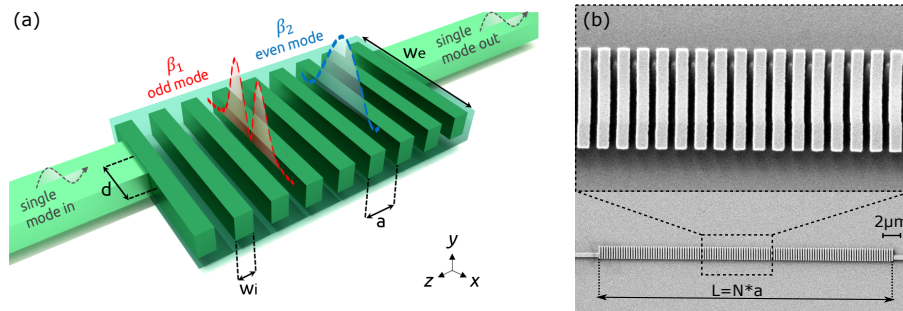 (a)
single
mode in
d
β₁
odd mode
β₂
even mode
wₑ
single
mode out
wᵢ
a
y
z
x
(b)
2μm
L=N*a